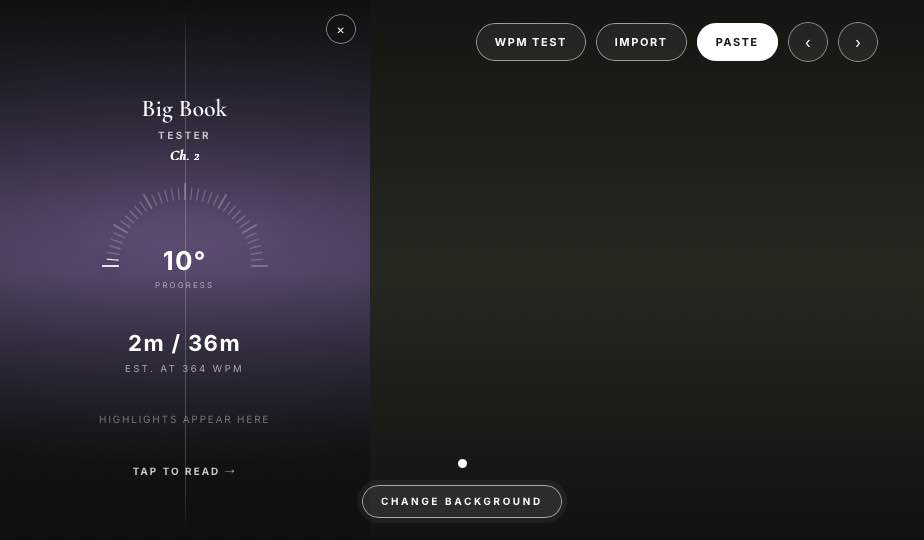 ×
WPM TEST
IMPORT
PASTE
‹
›
Big Book
TESTER
Ch. 2
10°
PROGRESS
2m / 36m
EST. AT 364 WPM
HIGHLIGHTS APPEAR HERE
TAP TO READ →
CHANGE BACKGROUND